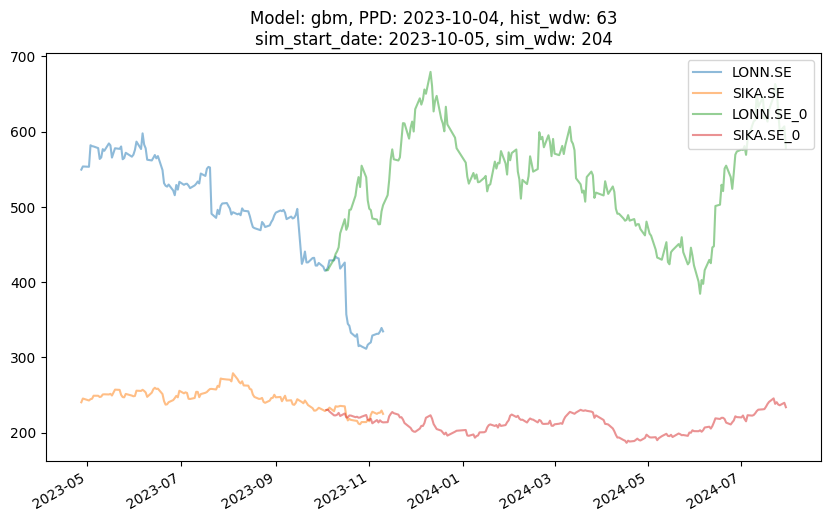 Model: gbm, PPD: 2023-10-04, hist_wdw: 63
sim_start_date: 2023-10-05, sim_wdw: 204
LONN.SE
SIKA.SE
LONN.SE_0
SIKA.SE_0
700
600
500
400
300
200
2023-05
2023-07
2023-09
2023-11
2024-01
2024-03
2024-05
2024-07